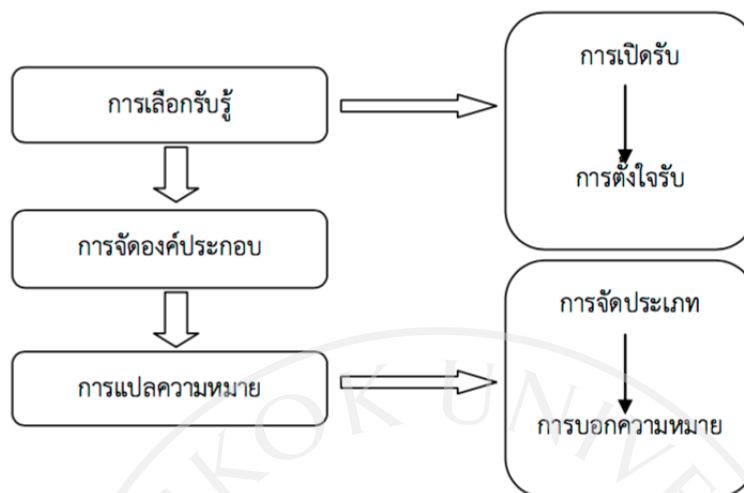 การเปิดรับ
การเลือกรับรู้
การตั้งใจรับ
การจัดองค์ประกอบ
การจัดประเภท
การแปลความหมาย
การบอกความหมาย
KOK UNIVE